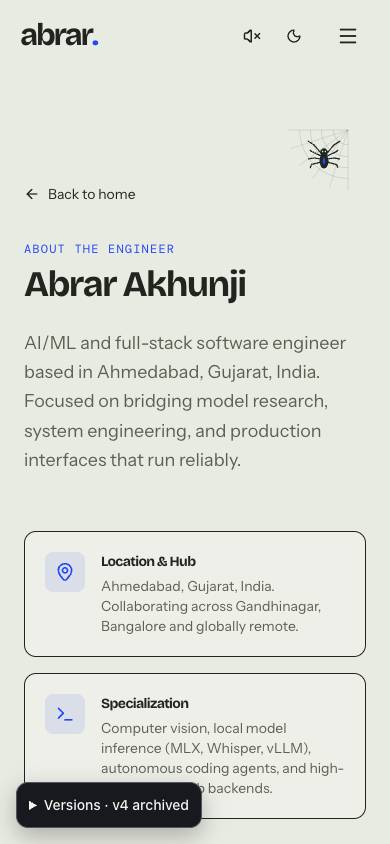 abrar.
Back to home
ABOUT THE ENGINEER
Abrar Akhunji
AI/ML and full-stack software engineer
based in Ahmedabad, Gujarat, India.
Focused on bridging model research,
system engineering, and production
interfaces that run reliably.
Location & Hub
Ahmedabad, Gujarat, India.
Collaborating across Gandhinagar,
Bangalore and globally remote.
Specialization
Computer vision, local model
inference (MLX, Whisper, vLLM),
autonomous coding agents, and high-
backends.
Versions · v4 archived